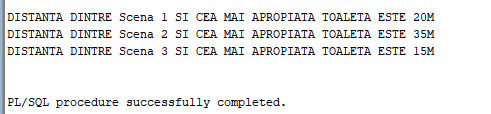 DISTANTA DINTRE Scena 1 SI CEA MAI APROPIATA TOALETA ESTE 20M
DISTANTA DINTRE Scena 2 SI CEA MAI APROPIATA TOALETA ESTE 35M
DISTANTA DINTRE Scena 3 SI CEA MAI APROPIATA TOALETA ESTE 15M
PL/SQL procedure successfully completed.